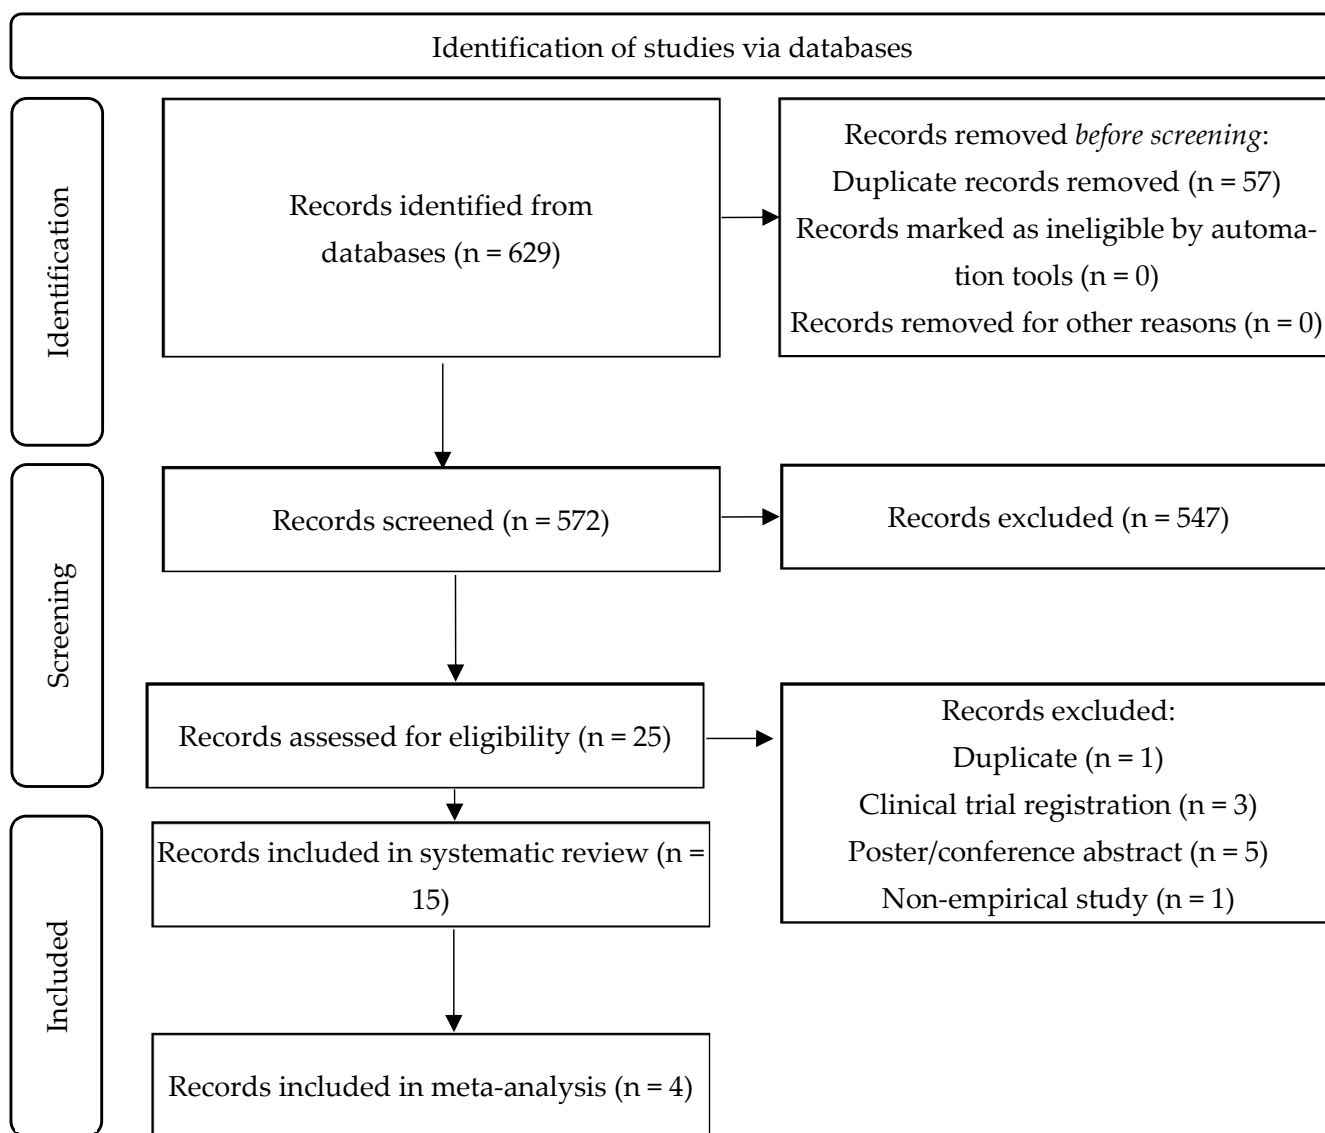 Identification of studies via databases
Identification
Records identified from
databases (n = 629)
Records removed before screening:
Duplicate records removed (n = 57)
Records marked as ineligible by automa-
tion tools (n = 0)
Records removed for other reasons (n = 0)
Screening
Records screened (n = 572)
Records excluded (n = 547)
Records assessed for eligibility (n = 25)
Records excluded:
Duplicate (n = 1)
Clinical trial registration (n = 3)
Poster/conference abstract (n = 5)
Non-empirical study (n = 1)
Included
Records included in systematic review (n =
15)
Records included in meta-analysis (n = 4)